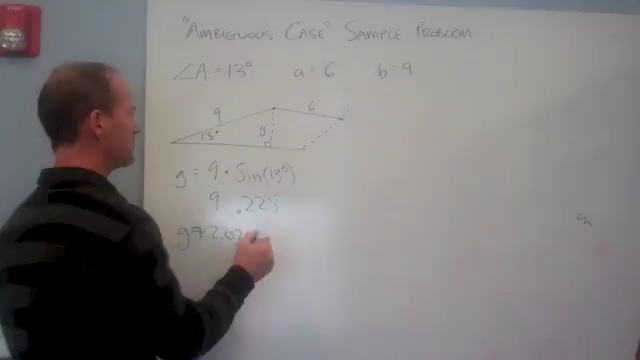 "AMBIGUOUS CASE" SAMPLE PROBLEM
∠A = 13° a = 6 b = 9
9 6
13° g
g = 9 · Sin(13°)
9 .225
g ≈ 2.02